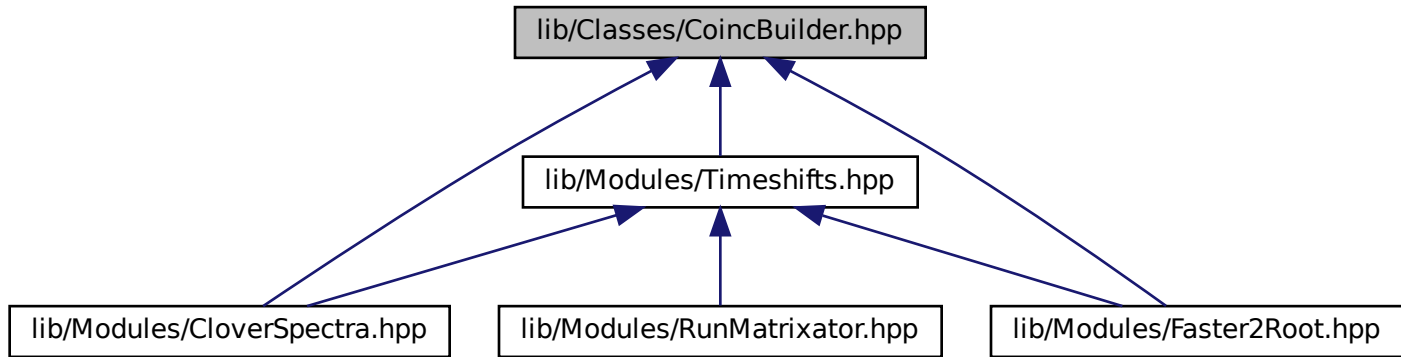 lib/Classes/CoincBuilder.hpp
lib/Modules/Timeshifts.hpp
lib/Modules/CloverSpectra.hpp
lib/Modules/RunMatrixator.hpp
lib/Modules/Faster2Root.hpp